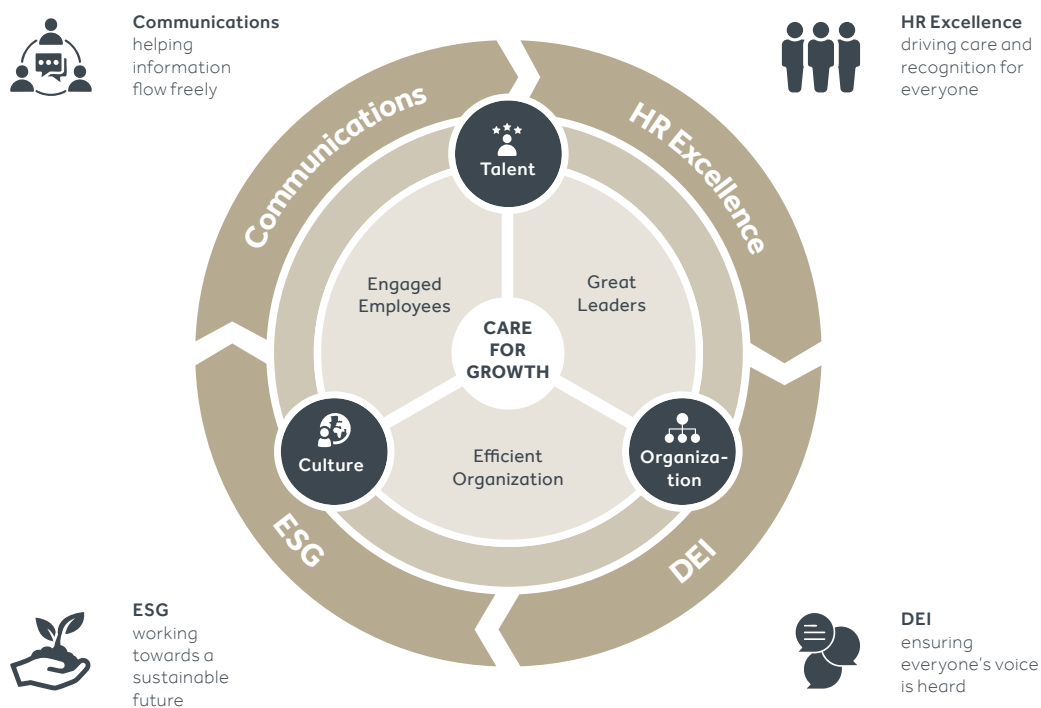 Communications
helping
information
flow freely
HR Excellence
driving care and
recognition for
everyone
Communications
HR Excellence
Talent
Engaged
Employees
Great
Leaders
CARE
FOR
GROWTH
Culture
Efficient
Organization
Organiza-
tion
ESG
DEI
ESG
working
towards a
sustainable
future
DEI
ensuring
everyone's voice
is heard